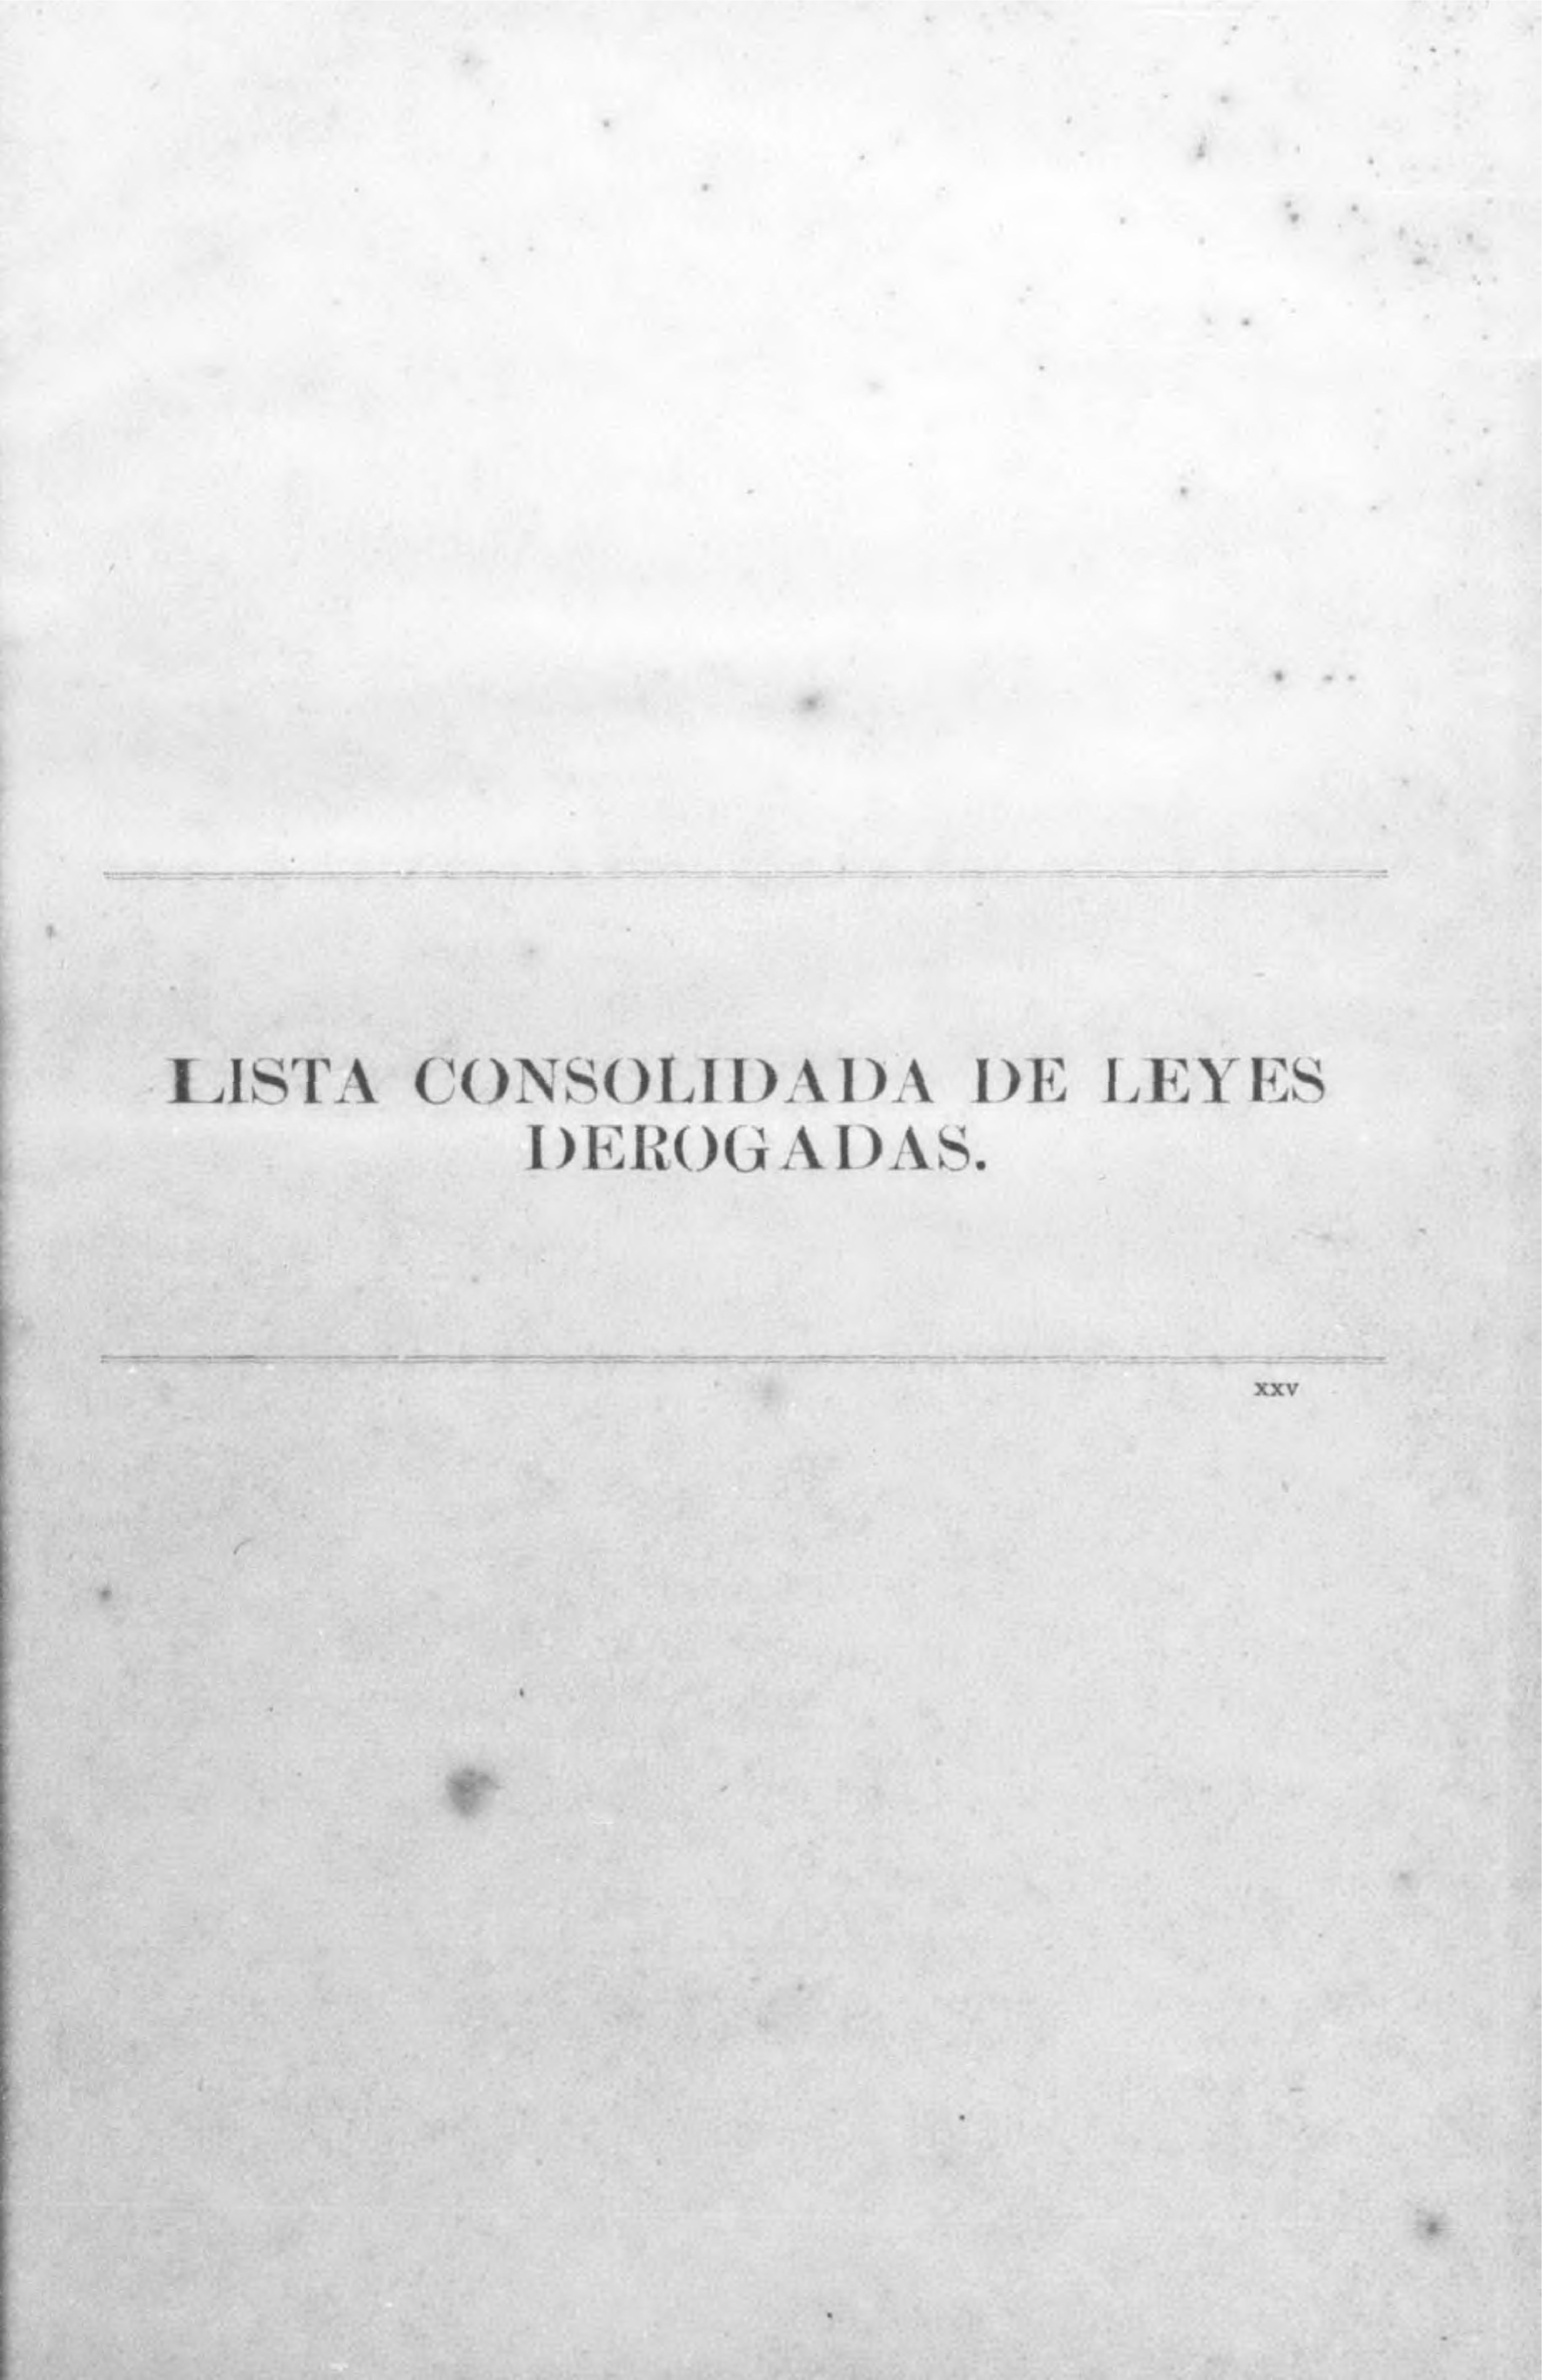 LISTA CONSOLIDADA DE LEYES
DEROGADAS.
xxv